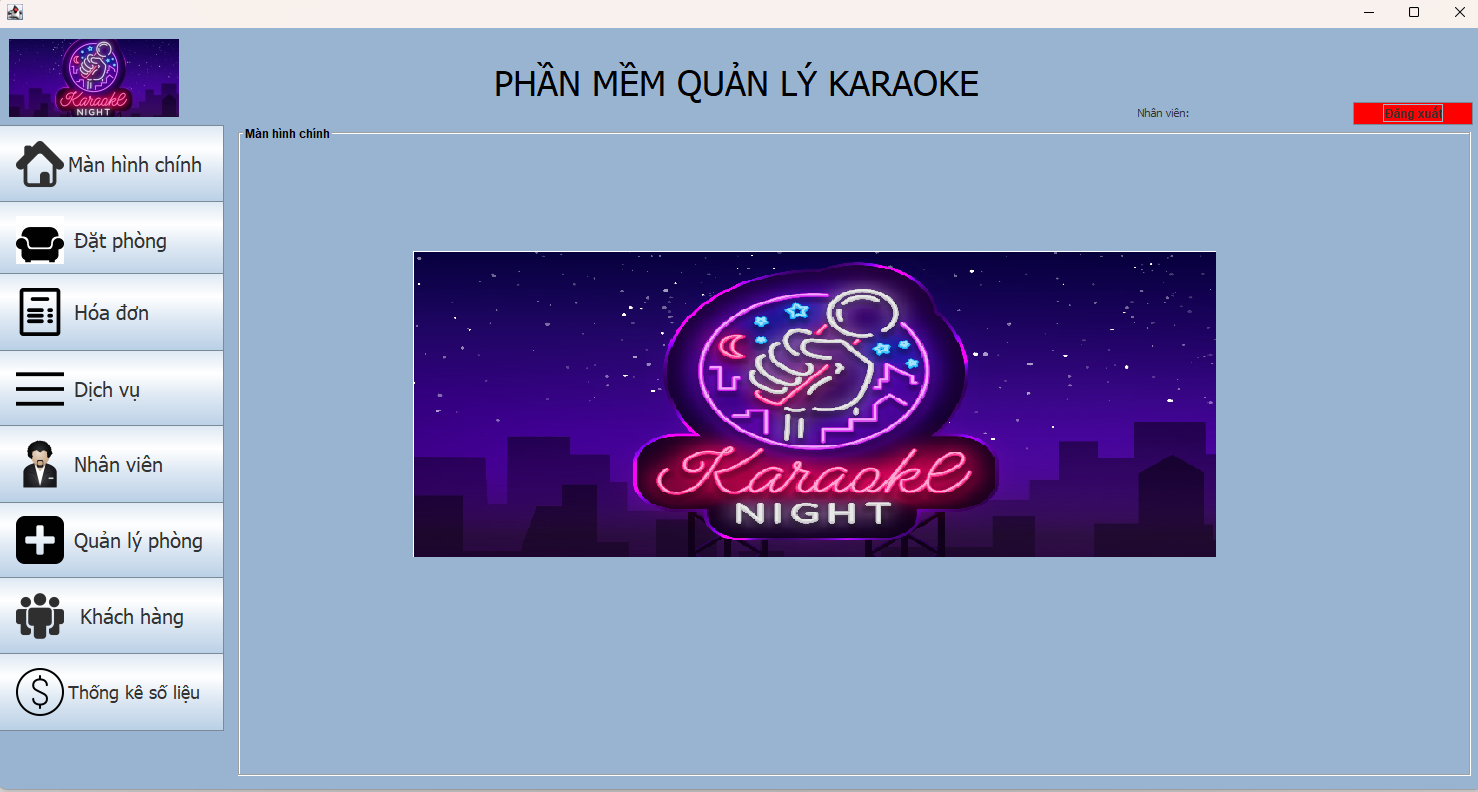 Karaoke
NIGHT
PHẦN MỀM QUẢN LÝ KARAOKE
Nhân viên:
Đăng xuất
Màn hình chính
Màn hình chính
Đặt phòng
Hóa đơn
Dịch vụ
Nhân viên
Quản lý phòng
Khách hàng
Thống kê số liệu
Karaoke
NIGHT